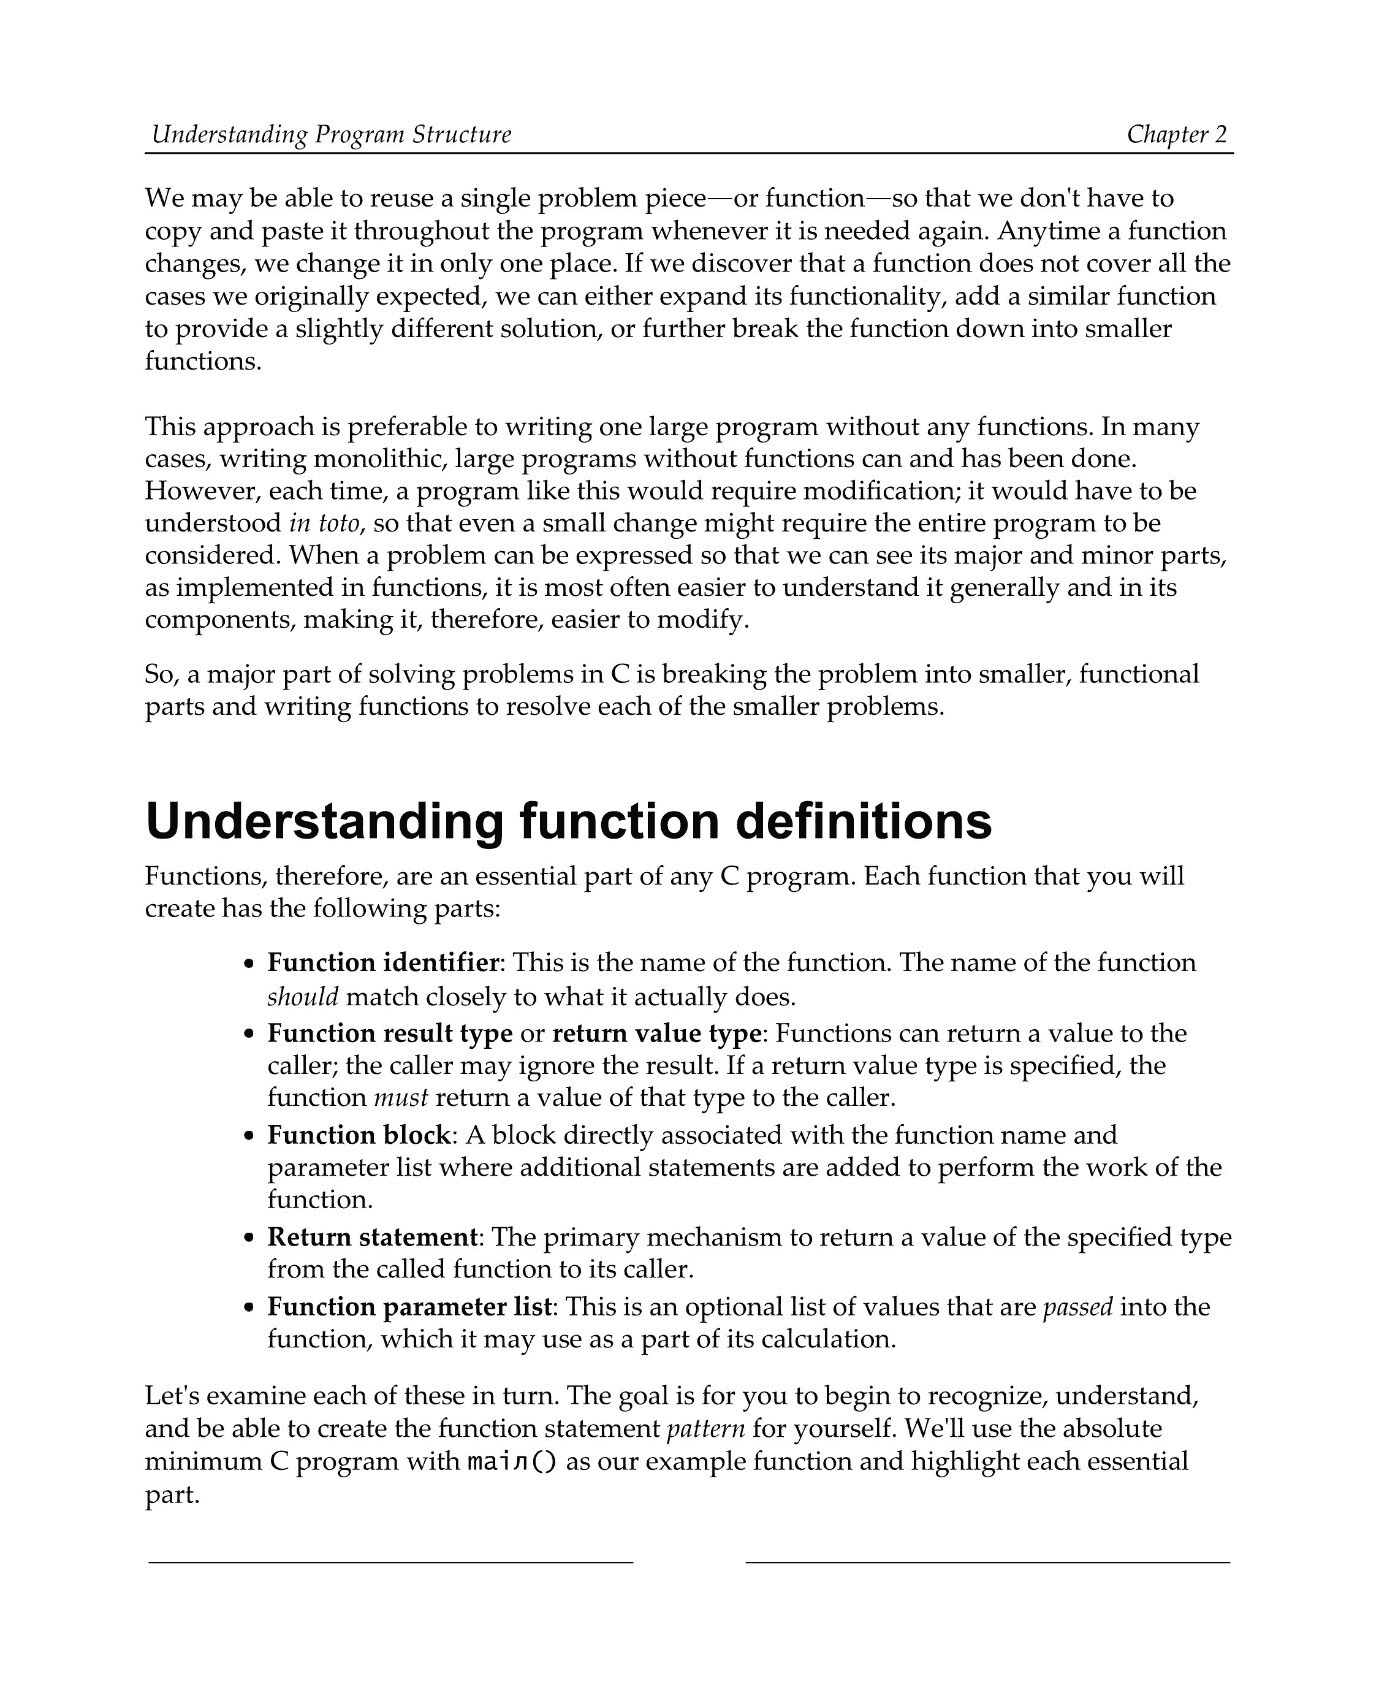 Understanding Program Structure Chapter 2
We may be able to reuse a single problem piece—or function—so that we don't have to
copy and paste it throughout the program whenever it is needed again. Anytime a function
changes, we change it in only one place. If we discover that a function does not cover all the
cases we originally expected, we can either expand its functionality, add a similar function
to provide a slightly different solution, or further break the function down into smaller
functions.
This approach is preferable to writing one large program without any functions. In many
cases, writing monolithic, large programs without functions can and has been done.
However, each time, a program like this would require modification; it would have to be
understood in toto, so that even a small change might require the entire program to be
considered. When a problem can be expressed so that we can see its major and minor parts,
as implemented in functions, it is most often easier to understand it generally and in its
components, making it, therefore, easier to modify.
So, a major part of solving problems in C is breaking the problem into smaller, functional
parts and writing functions to resolve each of the smaller problems.
Understanding function definitions
Functions, therefore, are an essential part of any C program. Each function that you will
create has the following parts:
• Function identifier: This is the name of the function. The name of the function
should match closely to what it actually does.
• Function result type or return value type: Functions can return a value to the
caller; the caller may ignore the result. If a return value type is specified, the
function must return a value of that type to the caller.
• Function block: A block directly associated with the function name and
parameter list where additional statements are added to perform the work of the
function.
• Return statement: The primary mechanism to return a value of the specified type
from the called function to its caller.
• Function parameter list: This is an optional list of values that are passed into the
function, which it may use as a part of its calculation.
Let's examine each of these in turn. The goal is for you to begin to recognize, understand,
and be able to create the function statement pattern for yourself. We'll use the absolute
minimum C program with main() as our example function and highlight each essential
part.